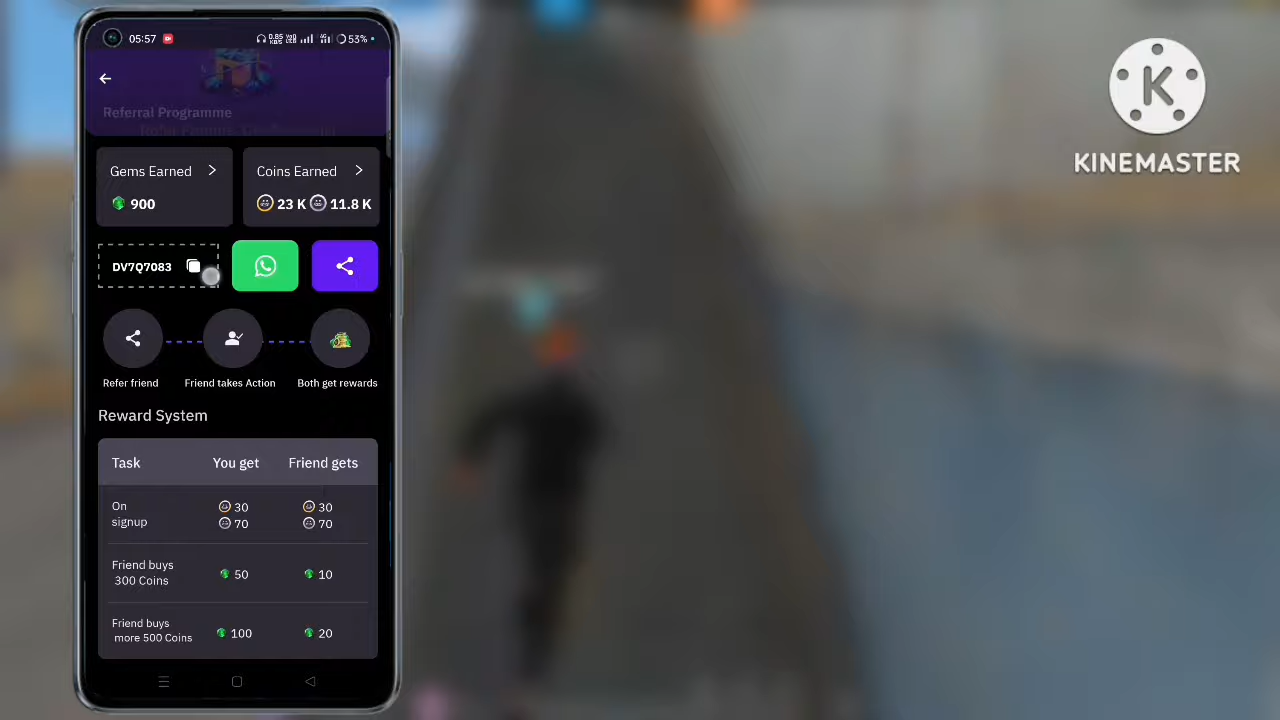 05:57
53%
Referral Programme
Gems Earned
Coins Earned
900
23 K 11.8 K
DV7Q7083
Refer friend
Friend takes Action
Both get rewards
Reward System
Task You get Friend gets
On signup
30 30
70 70
Friend buys
300 Coins
50 10
Friend buys
more 500 Coins
100 20
K
KINEMASTER